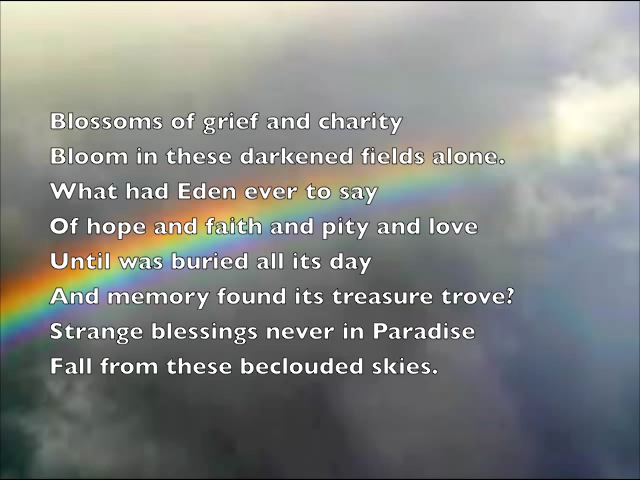 Blossoms of grief and charity
Bloom in these darkened fields alone.
What had Eden ever to say
Of hope and faith and pity and love
Until was buried all its day
And memory found its treasure trove?
Strange blessings never in Paradise
Fall from these beclouded skies.